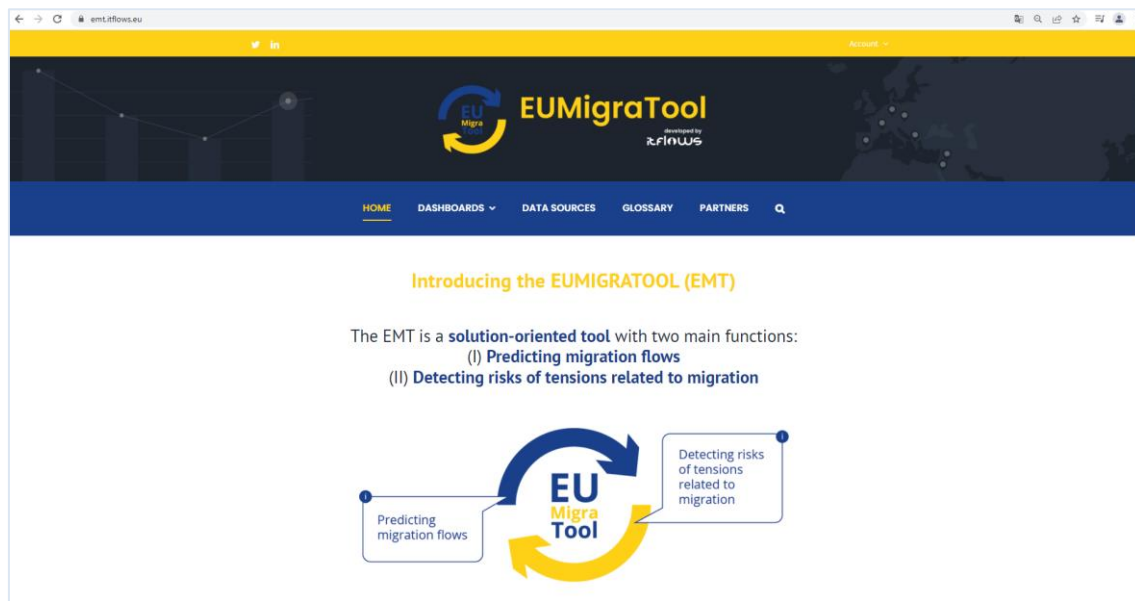 emt.itflows.eu
in
Account
EU
Migra
Tool
EUMigraTool
developed by
itflows
HOME DASHBOARDS DATA SOURCES GLOSSARY PARTNERS
Introducing the EUMIGRATOOL (EMT)
The EMT is a solution-oriented tool with two main functions:
(I) Predicting migration flows
(II) Detecting risks of tensions related to migration
Detecting risks
of tensions
related to
migration
EU
Migra
Tool
Predicting
migration flows